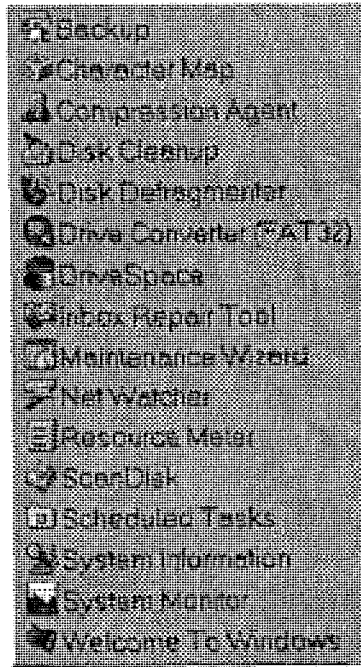 Backup
Character Map
Compression Agent
Disk Cleanup
Disk Defragmenter
Drive Converter (FAT32)
DriveSpace
Inbox Repair Tool
Maintenance Wizard
Net Watcher
Resource Meter
ScanDisk
Scheduled Tasks
System Information
System Monitor
Welcome To Windows